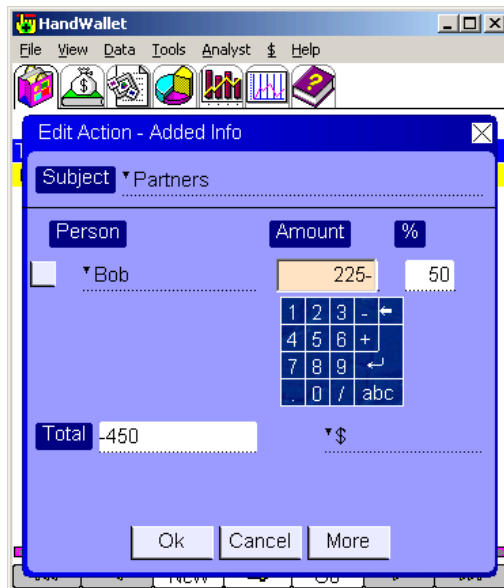 HandWallet
File View Data Tools Analyst $ Help
Edit Action - Added Info
Subject Partners
Person Amount %
Bob 225- 50
1 2 3 -
4 5 6 +
7 8 9
. 0 / abc
Total -450 $
Ok Cancel More